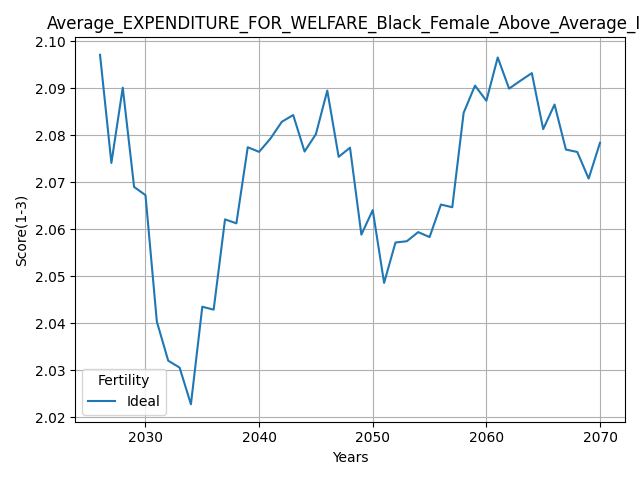 Average_EXPENDITURE_FOR_WELFARE_Black_Female_Above_Average_I
2.10
2.09
2.08
2.07
2.06
2.05
2.04
2.03
2.02
Score(1-3)
Fertility
Ideal
2030 2040 2050 2060 2070
Years